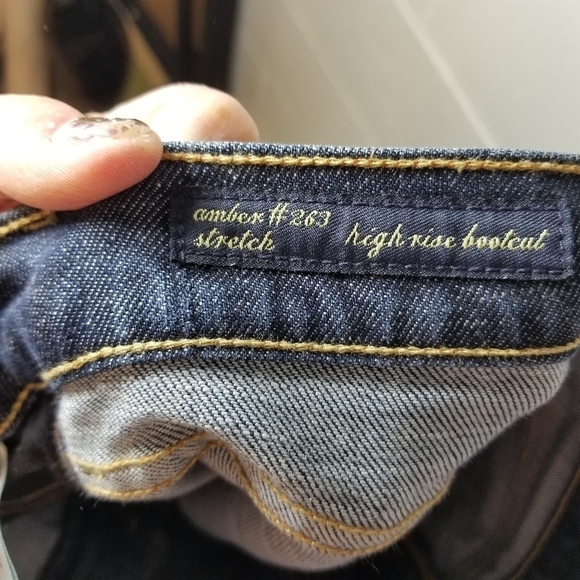 amber #263
stretch high rise bootcut